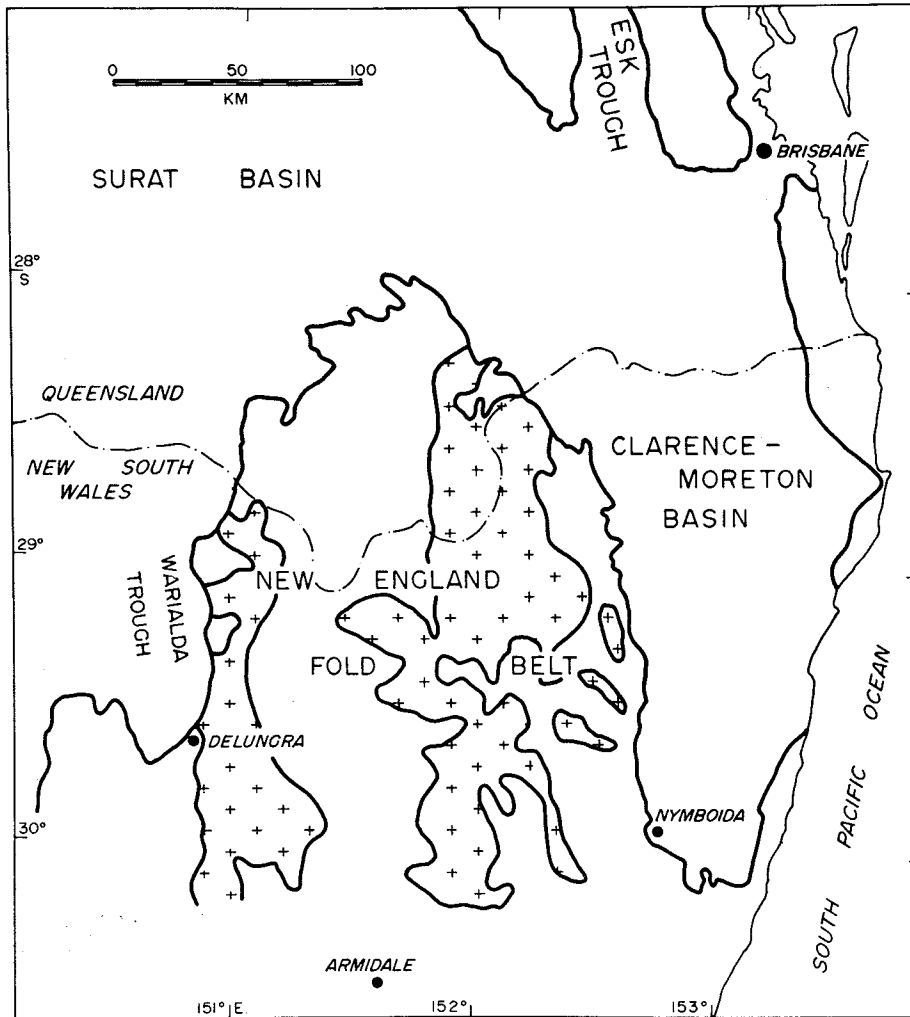 0 50 100
KM
ESK
TROUGH
BRISBANE
SURAT BASIN
28°
S
QUEENSLAND
NEW SOUTH
WALES
CLARENCE –
MORETON
BASIN
29°
WARIALDA
TROUGH
NEW ENGLAND
FOLD BELT
DELUNGRA
NYMBOIDA
30°
SOUTH PACIFIC OCEAN
ARMIDALE
151° E.
152°
153°